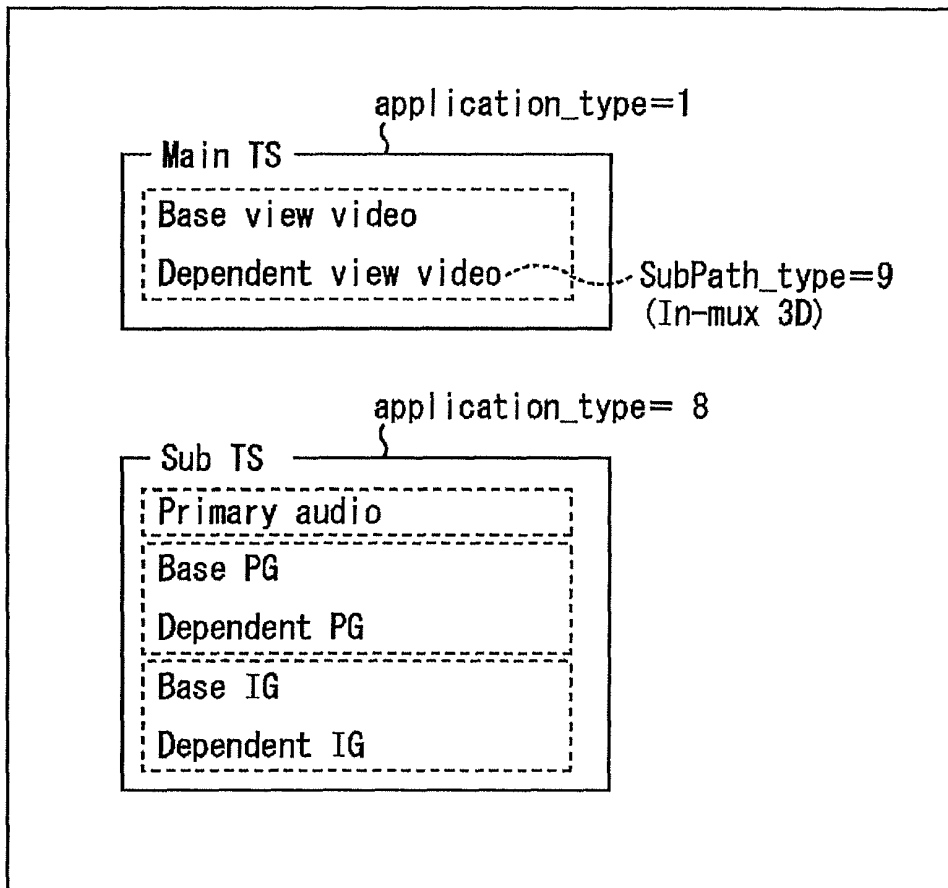 application_type=1
Main TS
Base view video
Dependent view video
SubPath_type=9
(In-mux 3D)
application_type= 8
Sub TS
Primary audio
Base PG
Dependent PG
Base IG
Dependent IG